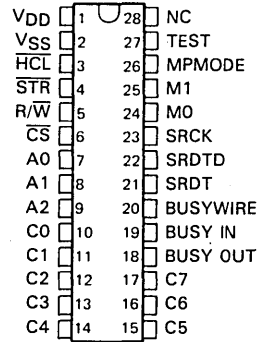 VDD 1 28 NC
VSS 2 27 TEST
HCL 3 26 MPMODE
STR 4 25 M1
R/W 5 24 M0
CS 6 23 SRCK
A0 7 22 SRDTD
A1 8 21 SRDT
A2 9 20 BUSYWIRE
C0 10 19 BUSY IN
C1 11 18 BUSY OUT
C2 12 17 C7
C3 13 16 C6
C4 14 15 C5